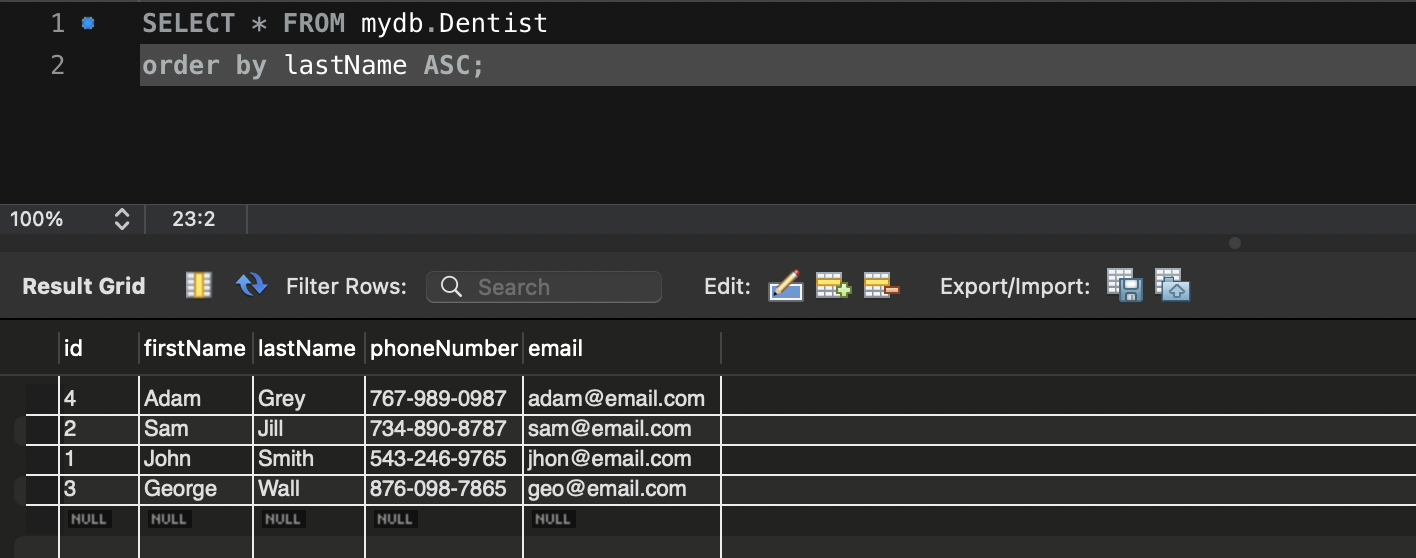 1 SELECT * FROM mydb.Dentist
2 order by lastName ASC;
100% 23:2
Result Grid Filter Rows: Search Edit: Export/Import:
id firstName lastName phoneNumber email
4 Adam Grey 767-989-0987 adam@email.com
2 Sam Jill 734-890-8787 sam@email.com
1 John Smith 543-246-9765 jhon@email.com
3 George Wall 876-098-7865 geo@email.com
NULL NULL NULL NULL NULL